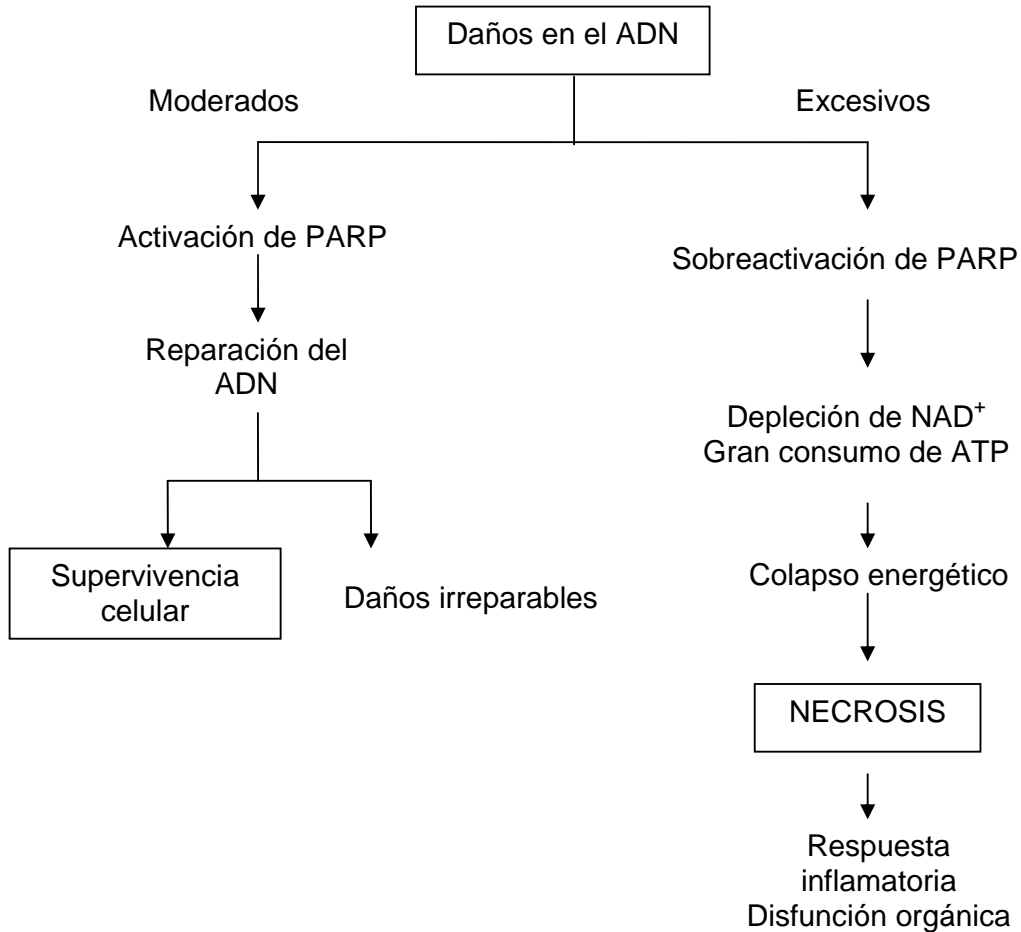 Daños en el ADN
Moderados
Excesivos
Activación de PARP
Sobreactivación de PARP
Reparación del
ADN
Depleción de NAD⁺
Gran consumo de ATP
Supervivencia
celular
Daños irreparables
Colapso energético
NECROSIS
Respuesta
inflamatoria
Disfunción orgánica